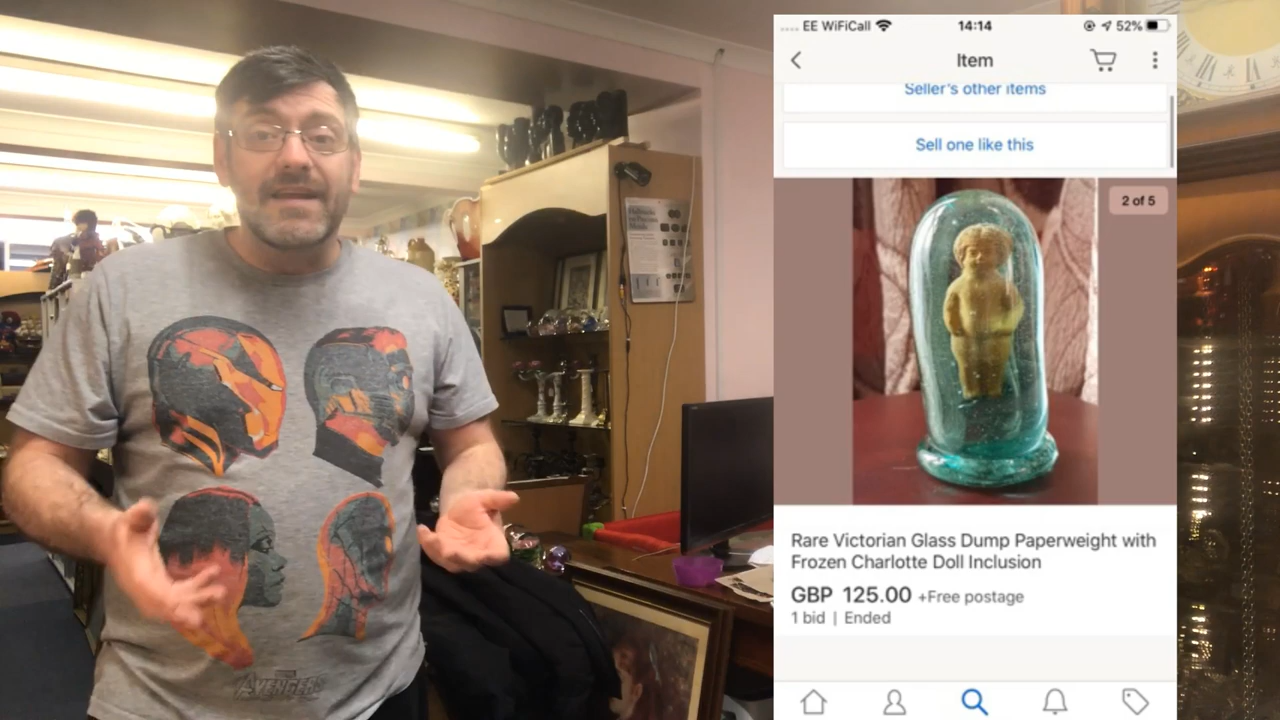 EE WiFiCall 14:14 52%
Item
Seller's other items
Sell one like this
2 of 5
Rare Victorian Glass Dump Paperweight with
Frozen Charlotte Doll Inclusion
GBP 125.00 +Free postage
1 bid | Ended
AVENGERS